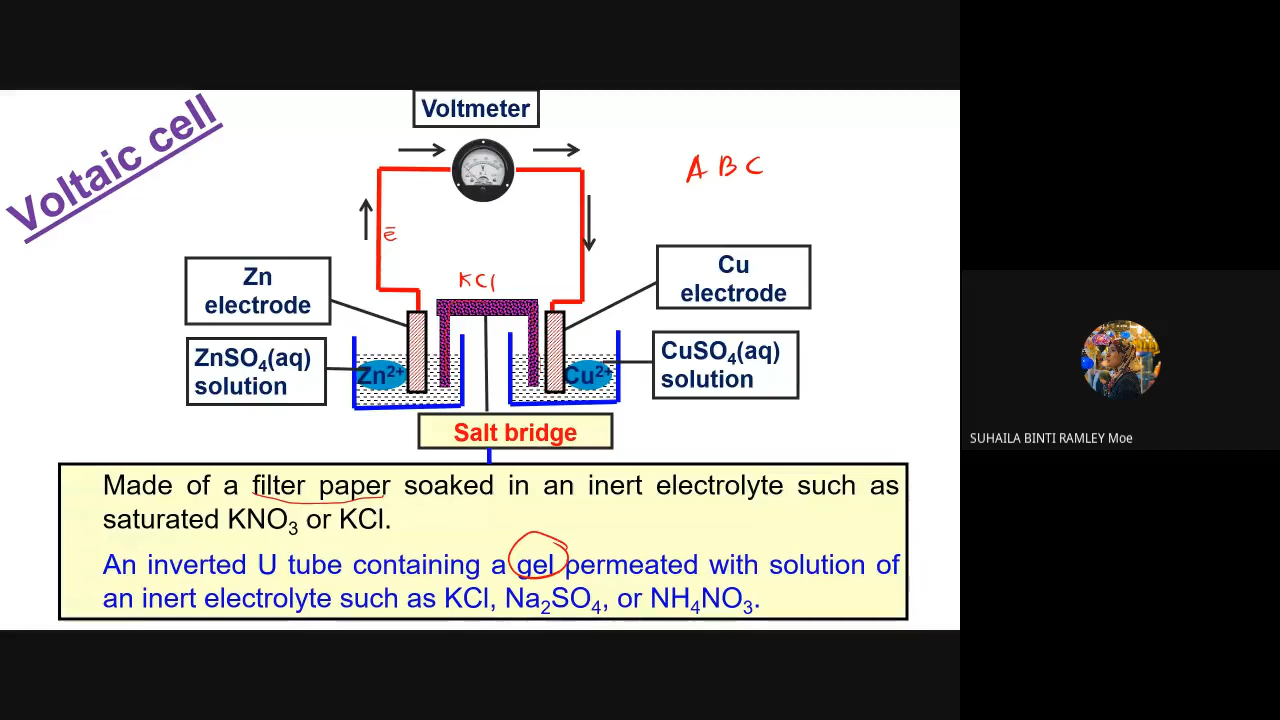 Voltaic cell
Voltmeter
A B C
e̅
KCl
Zn
electrode
Cu
electrode
ZnSO₄(aq)
solution
Zn²⁺
Cu²⁺
CuSO₄(aq)
solution
Salt bridge
SUHAILA BINTI RAMLEY Moe
Made of a filter paper soaked in an inert electrolyte such as
saturated KNO₃ or KCl.
An inverted U tube containing a gel permeated with solution of
an inert electrolyte such as KCl, Na₂SO₄, or NH₄NO₃.